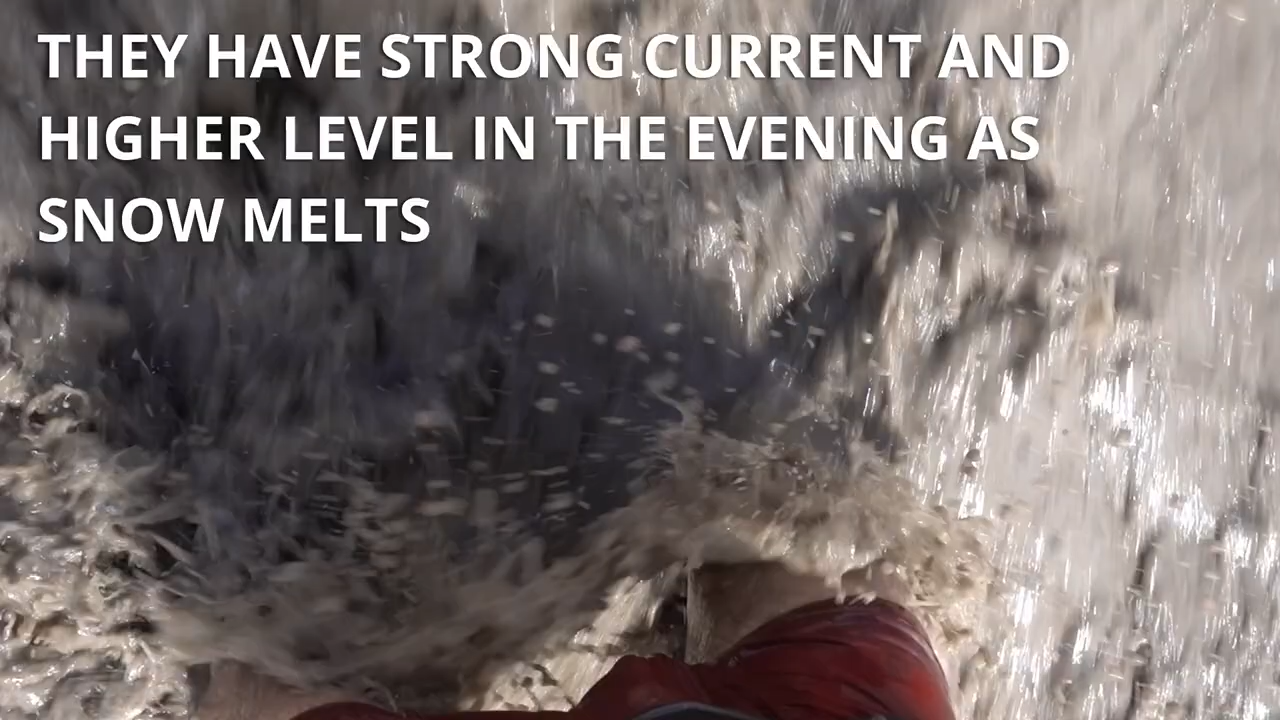 THEY HAVE STRONG CURRENT AND
HIGHER LEVEL IN THE EVENING AS
SNOW MELTS